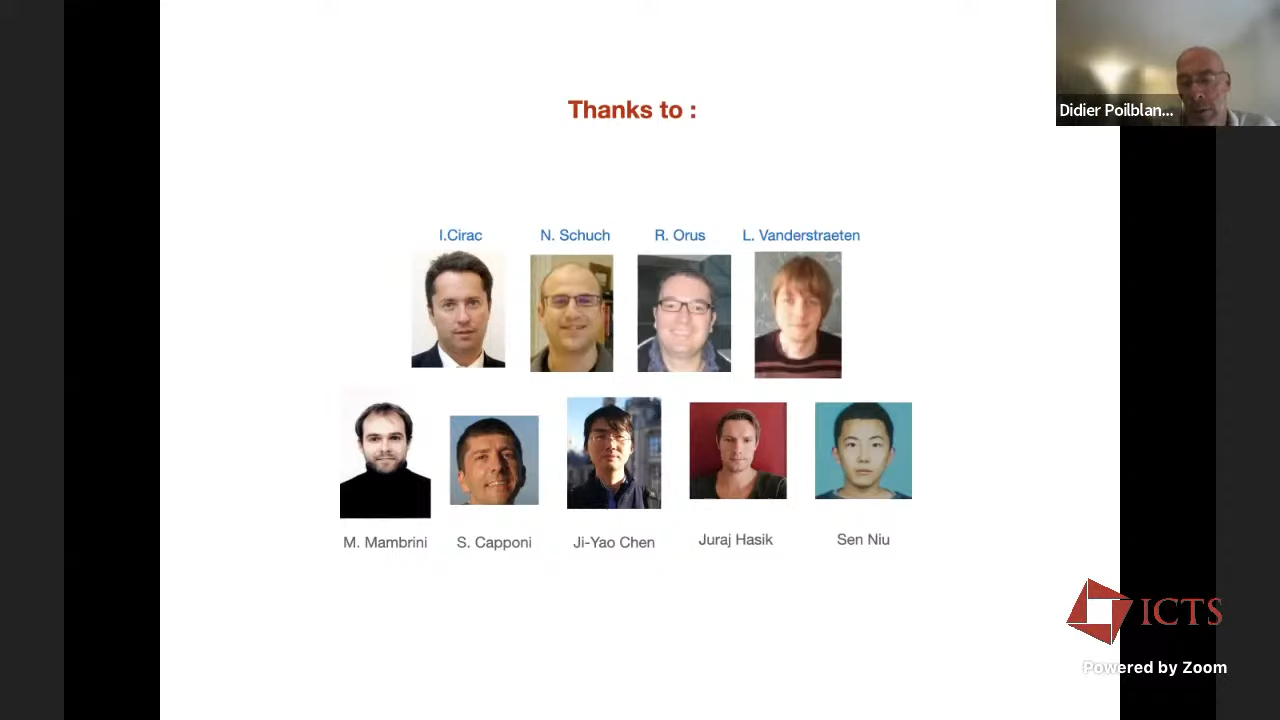 Thanks to :
Didier Poilblan...
I.Cirac N. Schuch R. Orus L. Vanderstraeten
M. Mambrini S. Capponi Ji-Yao Chen Juraj Hasik Sen Niu
ICTS
Powered by Zoom